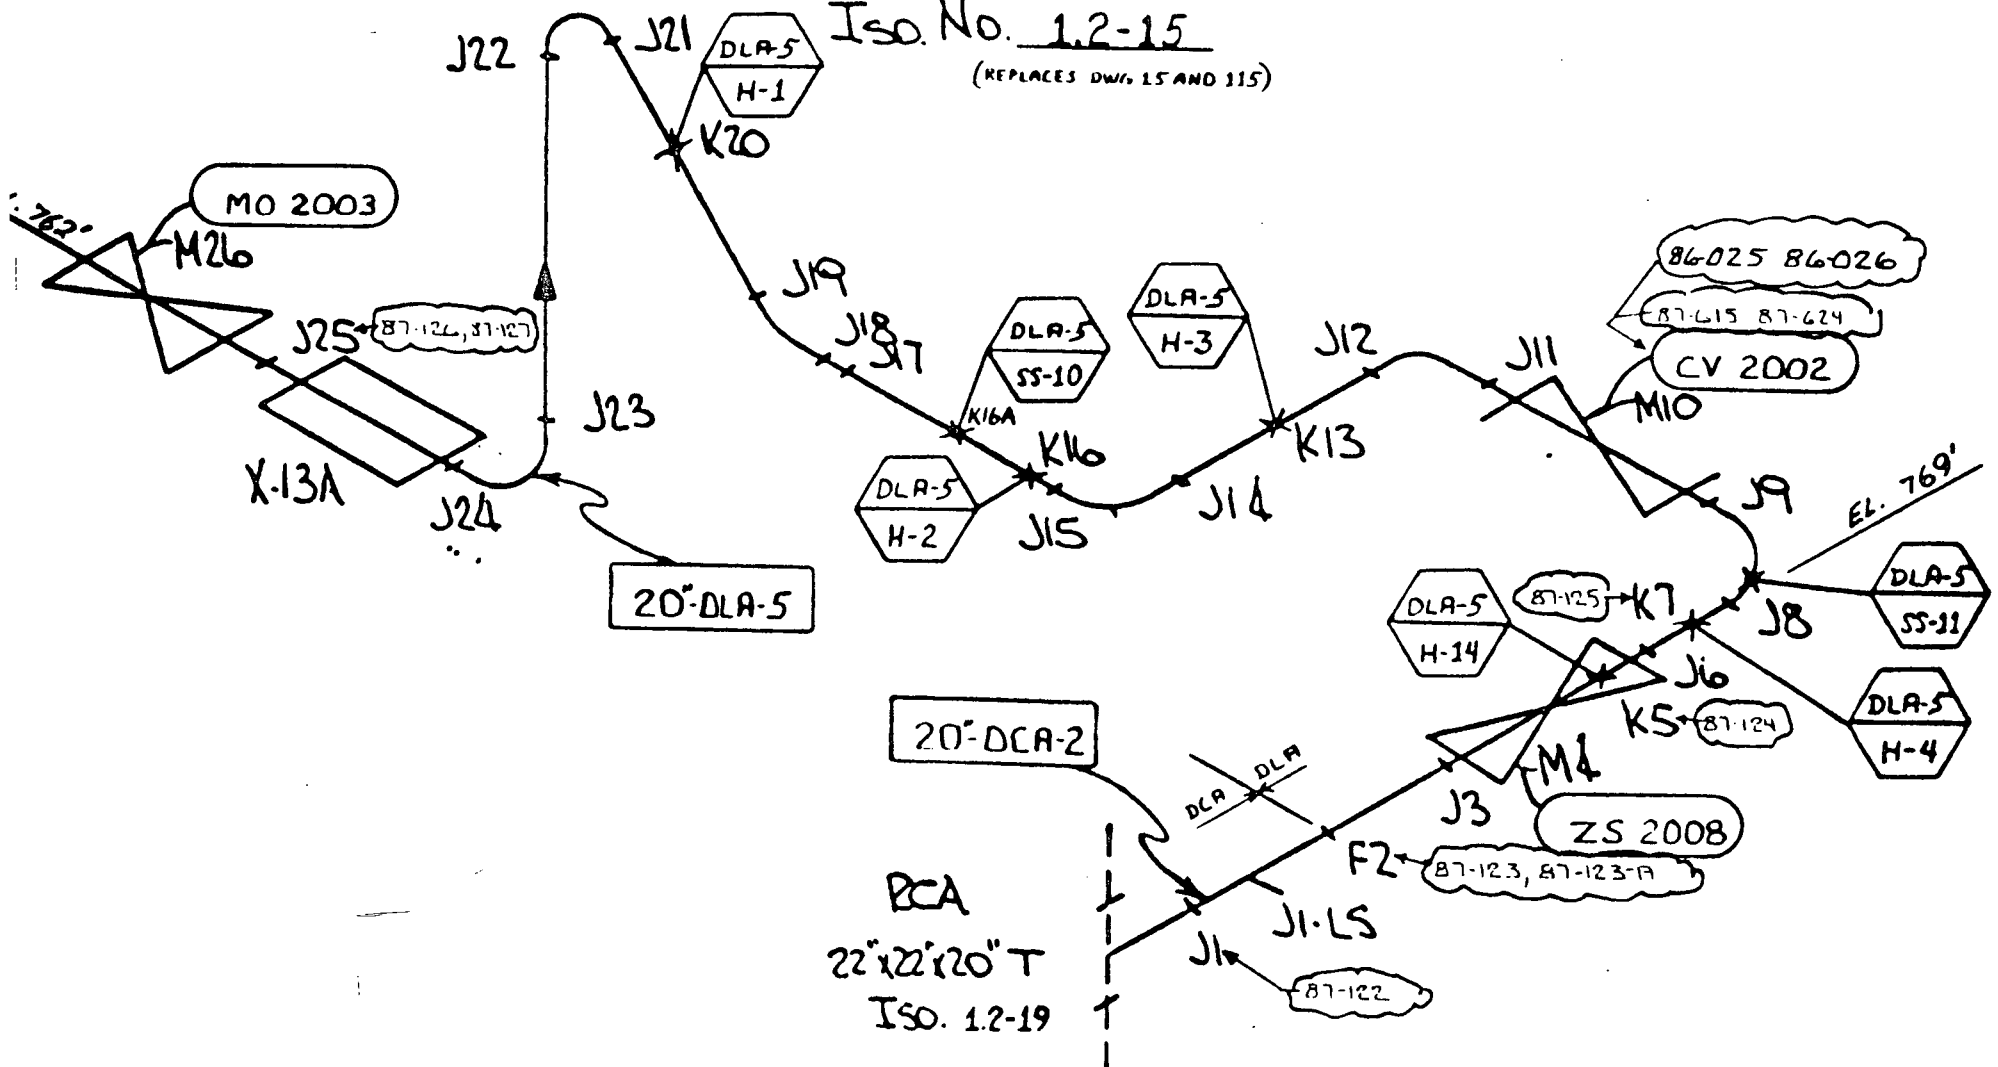 Iso. No. 1.2-15
(REPLACES DWG. 15 AND 115)
J22
J21
DLA-5
H-1
K20
MO 2003
762'
M26
J25
87-126, 87-127
J19
J18
J17
DLA-5
SS-10
K16A
DLA-5
H-3
J12
J11
86-025 86-026
87-615 87-624
CV 2002
M10
J23
X-13A
J24
K16
K13
DLA-5
H-2
J15
J14
J9
EL. 769'
20"-DLA-5
DLA-5
SS-11
DLA-5
H-14
87-125
K7
J8
J6
K5
87-124
DLA-5
H-4
20"-DCA-2
DCA
DLA
M4
J3
ZS 2008
F2
87-123, 87-123-A
22"x22"x20" T
Iso. 1.2-19
J1-LS
J1
87-122